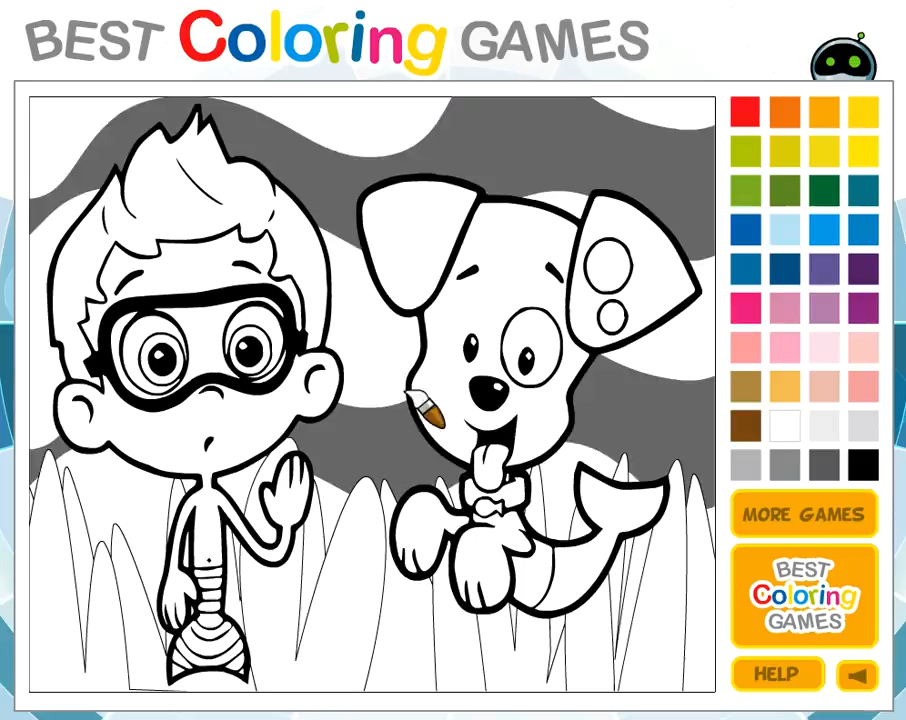 BEST Coloring GAMES
MORE GAMES
BEST
Coloring
GAMES
HELP